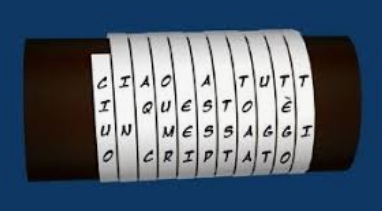 CIAO A TUTT
I QUESTO È
UN MESSAGGI
O CRIPTATO